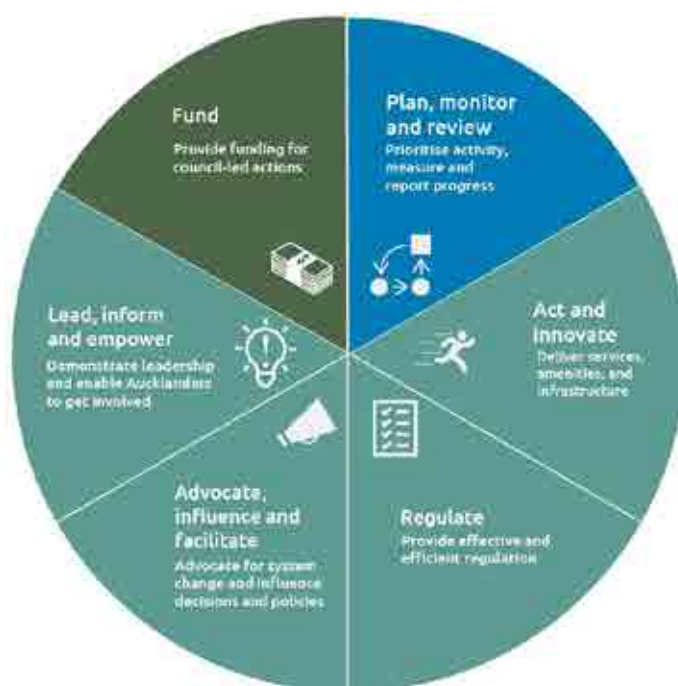 Fund
Provide funding for
council-led actions
Plan, monitor
and review
Prioritise activity,
measure and
report progress
Act and
innovate
Deliver services,
amenities, and
infrastructure
Regulate
Provide effective and
efficient regulation
Advocate,
influence and
facilitate
Advocate for system
change and influence
decisions and policies
Lead, inform
and empower
Demonstrate leadership
and enable Aucklanders
to get involved